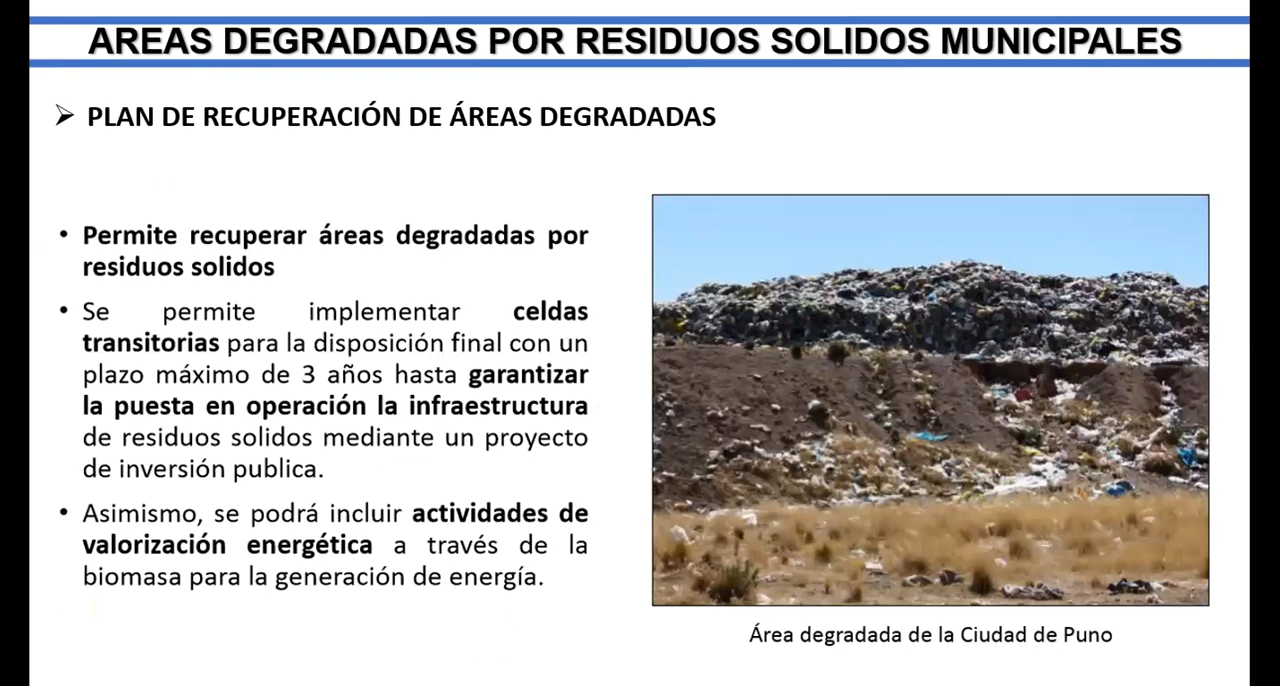 AREAS DEGRADADAS POR RESIDUOS SOLIDOS MUNICIPALES
➢ PLAN DE RECUPERACIÓN DE ÁREAS DEGRADADAS
• Permite recuperar áreas degradadas por
residuos solidos
• Se permite implementar celdas
transitorias para la disposición final con un
plazo máximo de 3 años hasta garantizar
la puesta en operación la infraestructura
de residuos solidos mediante un proyecto
de inversión publica.
• Asimismo, se podrá incluir actividades de
valorización energética a través de la
biomasa para la generación de energía.
Área degradada de la Ciudad de Puno